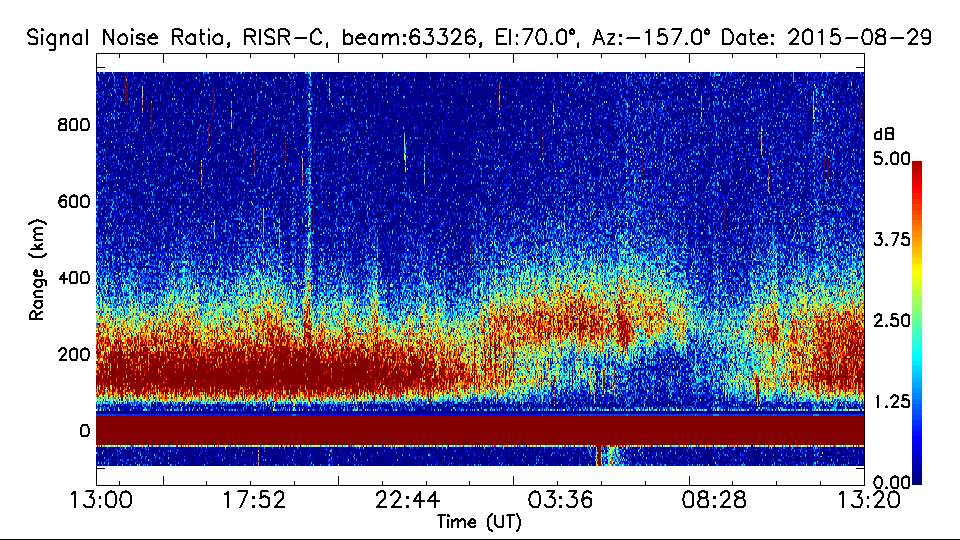 Signal Noise Ratio, RISR-C, beam:63326, El:70.0°, Az:-157.0° Date: 2015-08-29
dB
800
5.00
600
3.75
Range (km)
400
2.50
200
1.25
0
0.00
13:00 17:52 22:44 03:36 08:28 13:20
Time (UT)